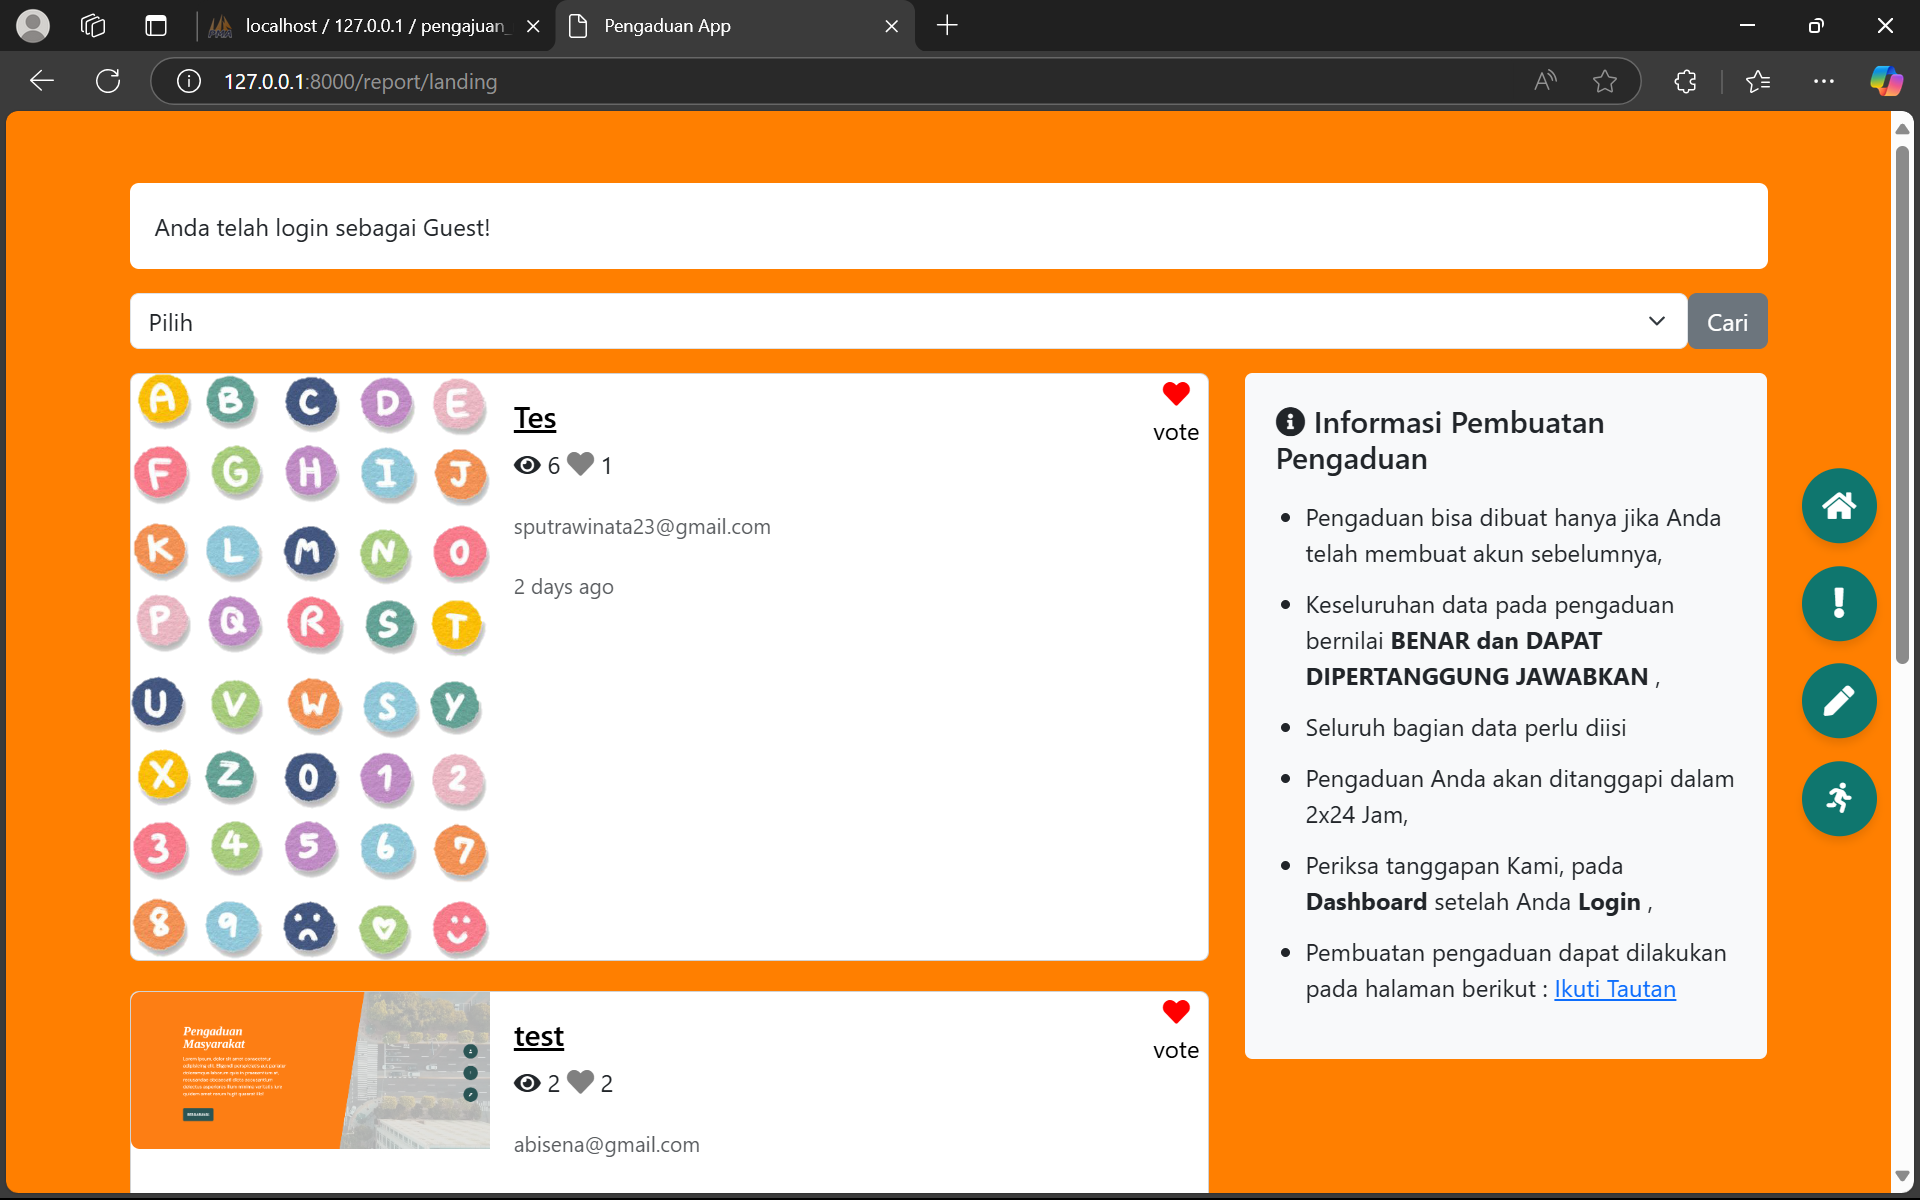 localhost / 127.0.0.1 / pengajuan_
Pengaduan App
127.0.0.1:8000/report/landing
Anda telah login sebagai Guest!
Pilih
Cari
A B C D E
F G H I J
K L M N O
P Q R S T
U V W S Y
X Z 0 1 2
3 4 5 6 7
8 9
Tes
6 1
sputrawinata23@gmail.com
2 days ago
vote
Informasi Pembuatan
Pengaduan
Pengaduan bisa dibuat hanya jika Anda
telah membuat akun sebelumnya,
Keseluruhan data pada pengaduan
bernilai BENAR dan DAPAT
DIPERTANGGUNG JAWABKAN ,
Seluruh bagian data perlu diisi
Pengaduan Anda akan ditanggapi dalam
2x24 Jam,
Periksa tanggapan Kami, pada
Dashboard setelah Anda Login ,
Pembuatan pengaduan dapat dilakukan
pada halaman berikut : Ikuti Tautan
Pengaduan
Masyarakat
test
2 2
abisena@gmail.com
vote